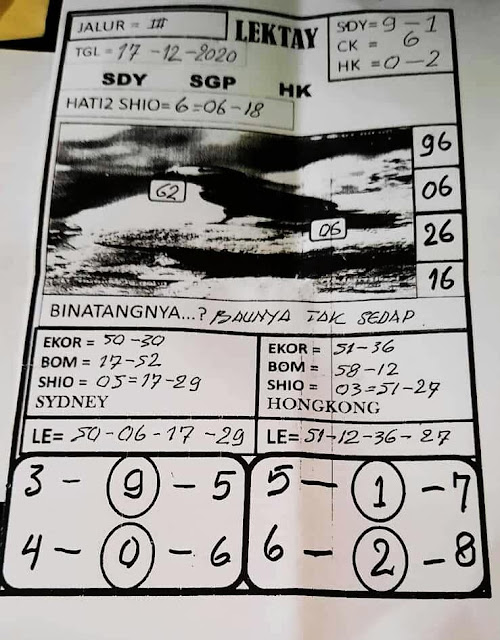 JALUR = III
LEKTAY
SDY= 9 - 1
CK = 6
HK = 0 - 2
TGL = 17 - 12 - 2020
SDY SGP HK
HATI2 SHIO= 6 = 06 - 18
96
62
06
06
26
16
BINATANGNYA...? BAUNYA TAK SEDAP.
EKOR = 50 - 30
BOM = 17 - 52
SHIO = 05 = 17 - 29
SYDNEY
EKOR = 51 - 36
BOM = 58 - 12
SHIO = 03 = 51 - 27
HONGKONG
LE= 50 - 06 - 17 - 29
LE= 51 - 12 - 36 - 27
3 - 9 - 5
4 - 0 - 6
5 - 1 - 7
6 - 2 - 8